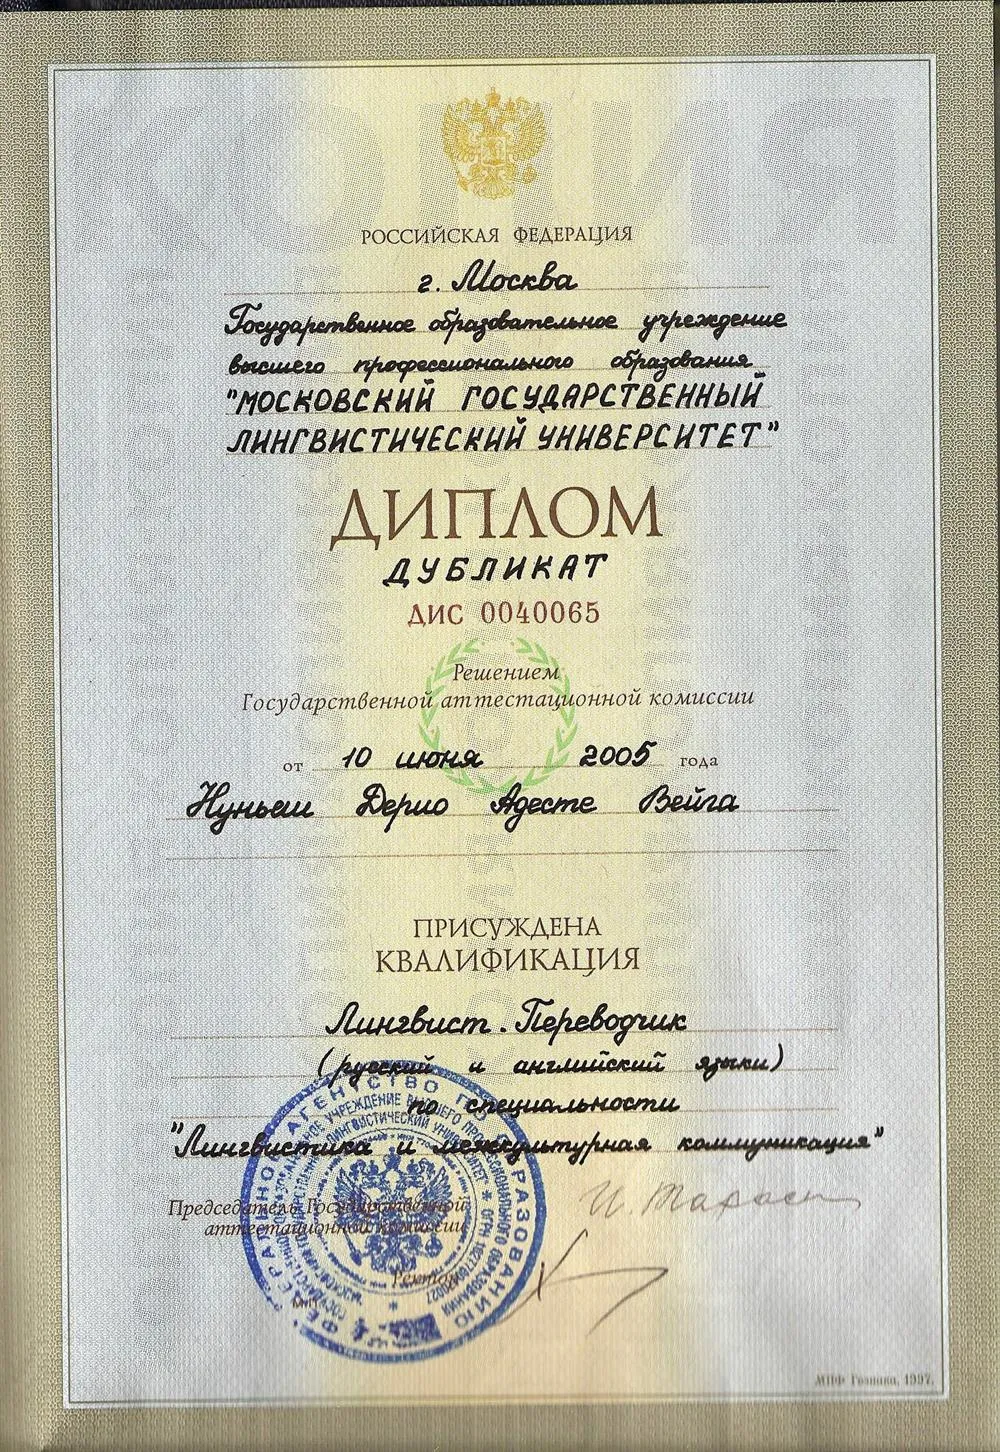 КОПИЯ
РОССИЙСКАЯ ФЕДЕРАЦИЯ
г. Москва
Государственное образовательное учреждение
высшего профессионального образования
"МОСКОВСКИЙ ГОСУДАРСТВЕННЫЙ
ЛИНГВИСТИЧЕСКИЙ УНИВЕРСИТЕТ"
ДИПЛОМ
ДУБЛИКАТ
ДИС 0040065
Решением
Государственной аттестационной комиссии
от 10 июня 2005 года
Нуньеш Дерио Адесте Вейга
ПРИСУЖДЕНА
КВАЛИФИКАЦИЯ
Лингвист. Переводчик
(русский и английский языки)
по специальности
"Лингвистика и межкультурная коммуникация"
Председатель Государственной
аттестационной комиссии
Ректор
МПФ Гознака, 1997.